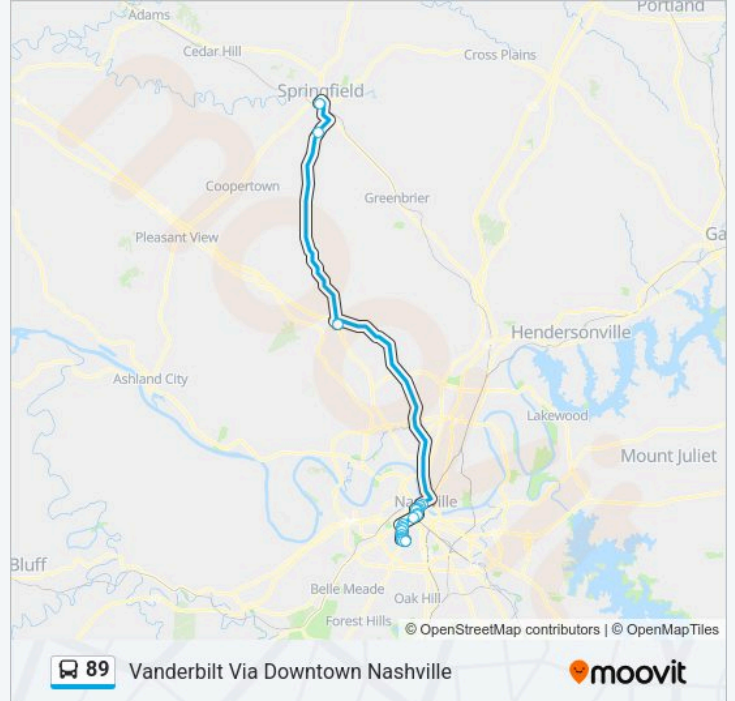 Portland
Adams
Cedar Hill
Cross Plains
Springfield
Coopertown
Greenbrier
Pleasant View
Ga
Hendersonville
Ashland City
Lakewood
Mount Juliet
Nashville
Bluff
Belle Meade
Oak Hill
Forest Hills
© OpenStreetMap contributors | © OpenMapTiles
89 Vanderbilt Via Downtown Nashville
moovit